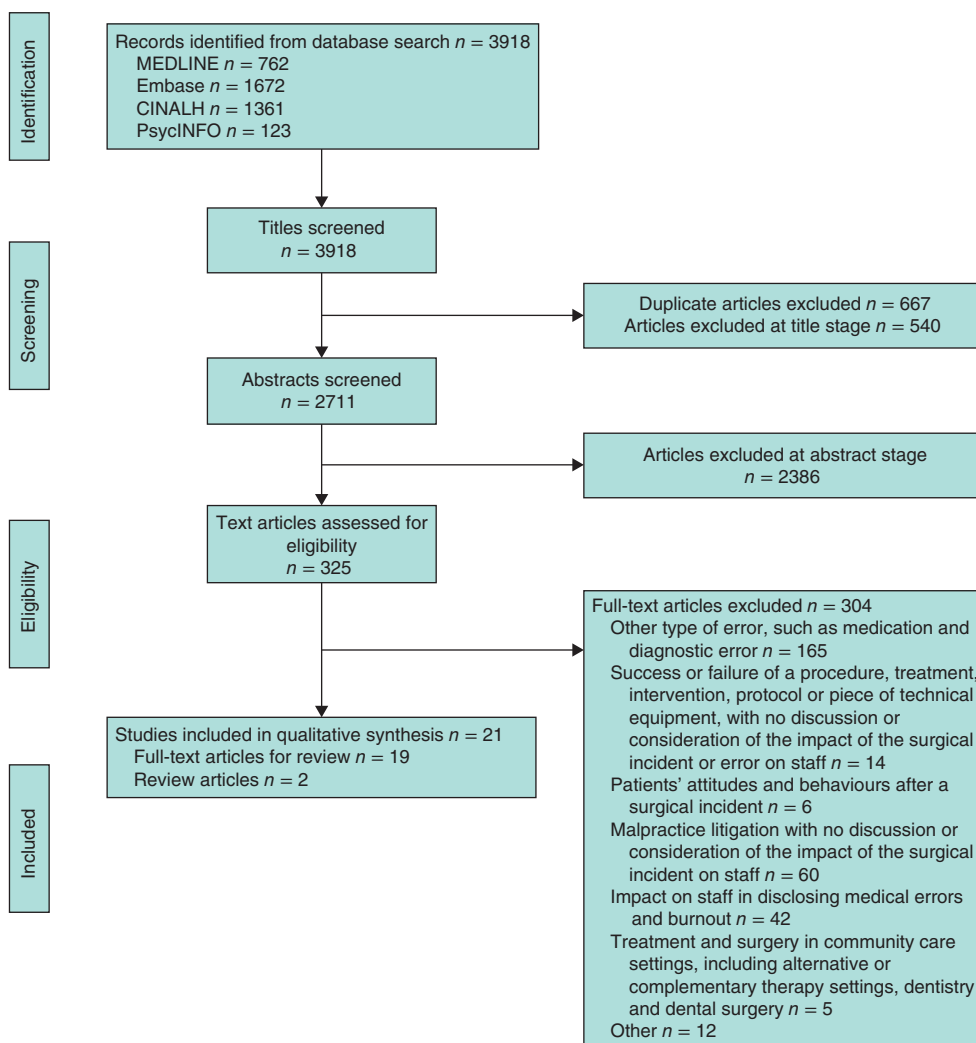 Identification
Records identified from database search n = 3918
MEDLINE n = 762
Embase n = 1672
CINALH n = 1361
PsycINFO n = 123
Screening
Titles screened
n = 3918
Duplicate articles excluded n = 667
Articles excluded at title stage n = 540
Abstracts screened
n = 2711
Articles excluded at abstract stage
n = 2386
Eligibility
Text articles assessed for
eligibility
n = 325
Full-text articles excluded n = 304
Other type of error, such as medication and
diagnostic error n = 165
Success or failure of a procedure, treatment,
intervention, protocol or piece of technical
equipment, with no discussion or
consideration of the impact of the surgical
incident or error on staff n = 14
Patients' attitudes and behaviours after a
surgical incident n = 6
Malpractice litigation with no discussion or
consideration of the impact of the surgical
incident on staff n = 60
Impact on staff in disclosing medical errors
and burnout n = 42
Treatment and surgery in community care
settings, including alternative or
complementary therapy settings, dentistry
and dental surgery n = 5
Other n = 12
Included
Studies included in qualitative synthesis n = 21
Full-text articles for review n = 19
Review articles n = 2